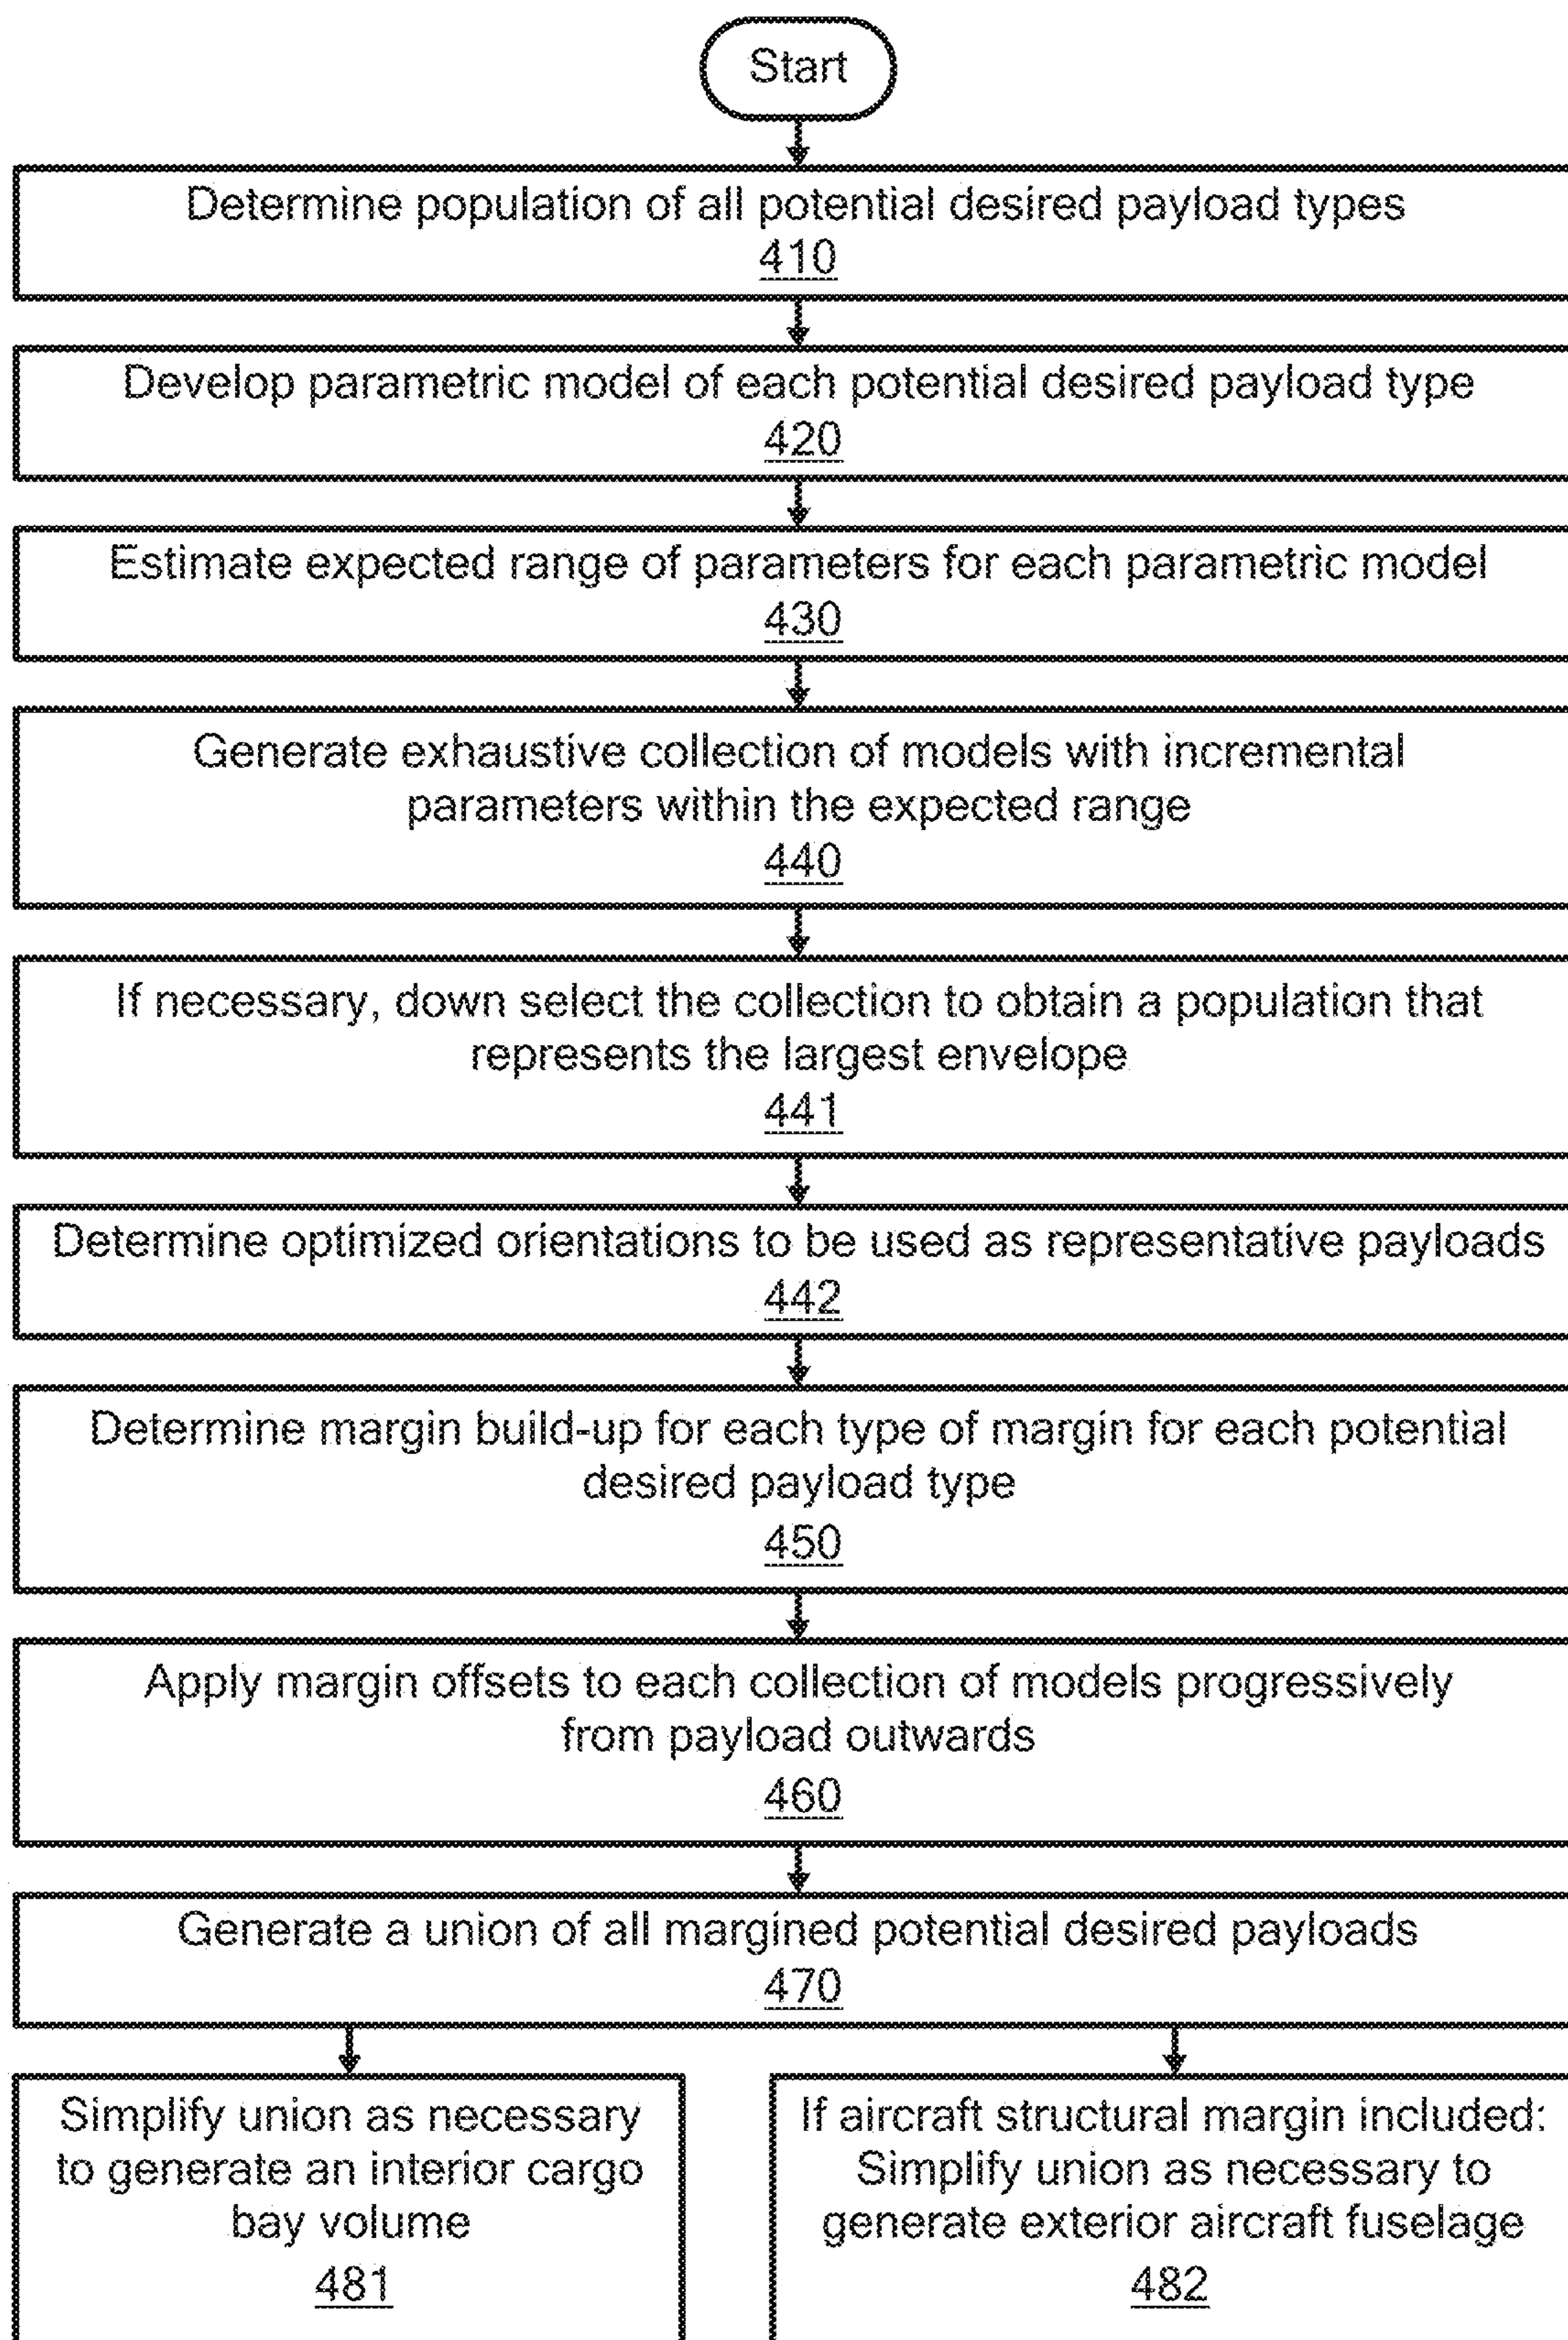 Start
Determine population of all potential desired payload types
410
Develop parametric model of each potential desired payload type
420
Estimate expected range of parameters for each parametric model
430
Generate exhaustive collection of models with incremental
parameters within the expected range
440
If necessary, down select the collection to obtain a population that
represents the largest envelope
441
Determine optimized orientations to be used as representative payloads
442
Determine margin build-up for each type of margin for each potential
desired payload type
450
Apply margin offsets to each collection of models progressively
from payload outwards
460
Generate a union of all margined potential desired payloads
470
Simplify union as necessary
to generate an interior cargo
bay volume
481
If aircraft structural margin included:
Simplify union as necessary to
generate exterior aircraft fuselage
482